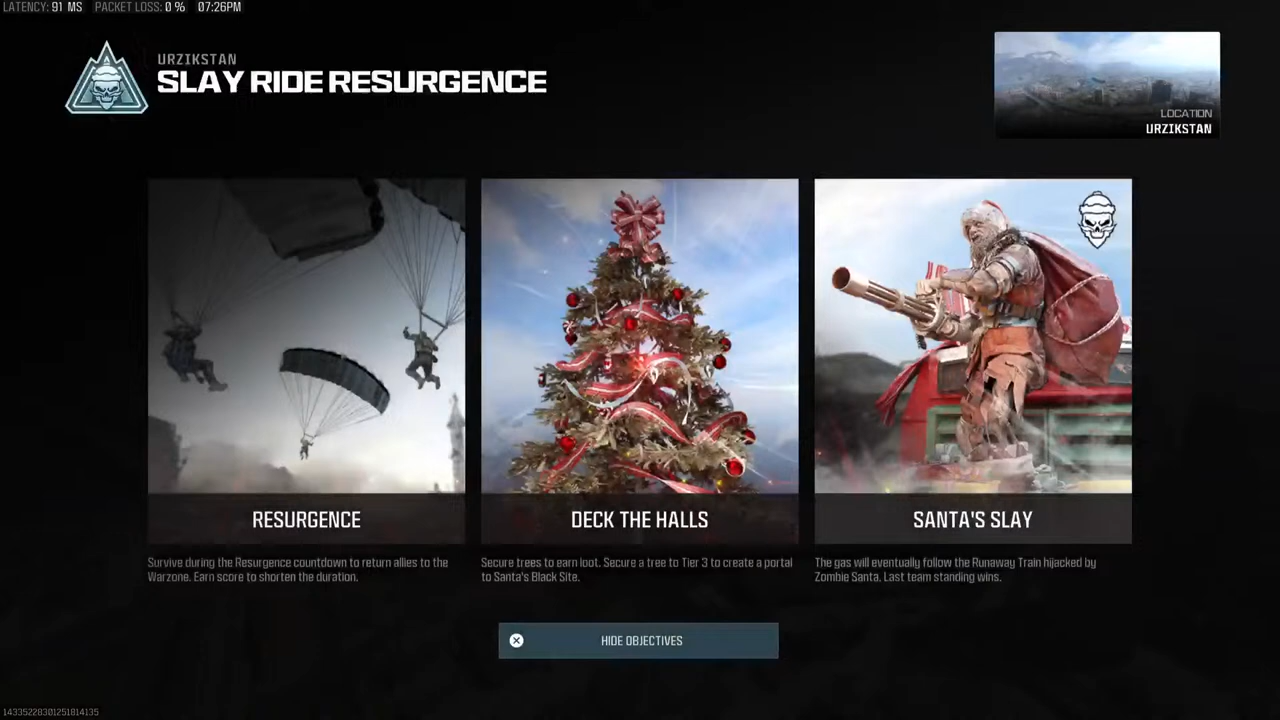 LATENCY: 91 MS PACKET LOSS: 0 % 07:26PM
URZIKSTAN
SLAY RIDE RESURGENCE
LOCATION
URZIKSTAN
RESURGENCE
Survive during the Resurgence countdown to return allies to the
Warzone. Earn score to shorten the duration.
DECK THE HALLS
Secure trees to earn loot. Secure a tree to Tier 3 to create a portal
to Santa's Black Site.
SANTA'S SLAY
The gas will eventually follow the Runaway Train hijacked by
Zombie Santa. Last team standing wins.
HIDE OBJECTIVES
14335228301251814135